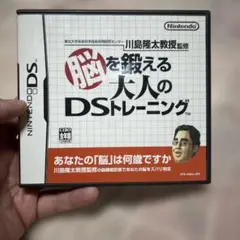 Nintendo
川島隆太教授監修
脳を鍛える
大人の
DSトレーニング
TM
NINTENDO DS
あなたの「脳」は何歳ですか